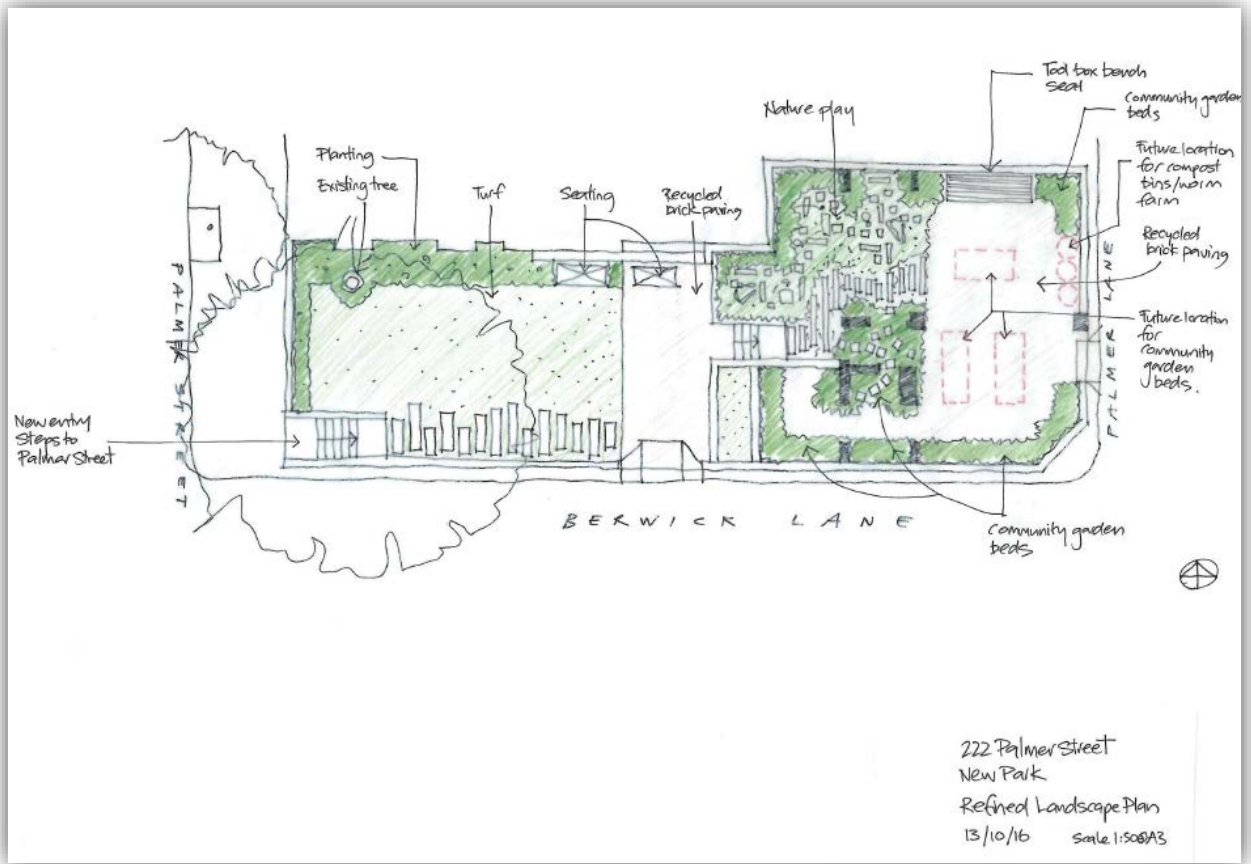 Tool box bench
seat
Community garden
beds
Nature play
Future location
for compost
bins/worm
farm
Planting
Existing tree
Turf
Seating
Recycled
brick paving
Recycled
brick paving
PALMER STREET
PALMER LANE
Future location
for
community
garden
beds.
New entry
Steps to
Palmer Street
BERWICK LANE
Community garden
beds
222 Palmer Street
New Park
Refined Landscape Plan
13/10/16 Scale 1:50@A3